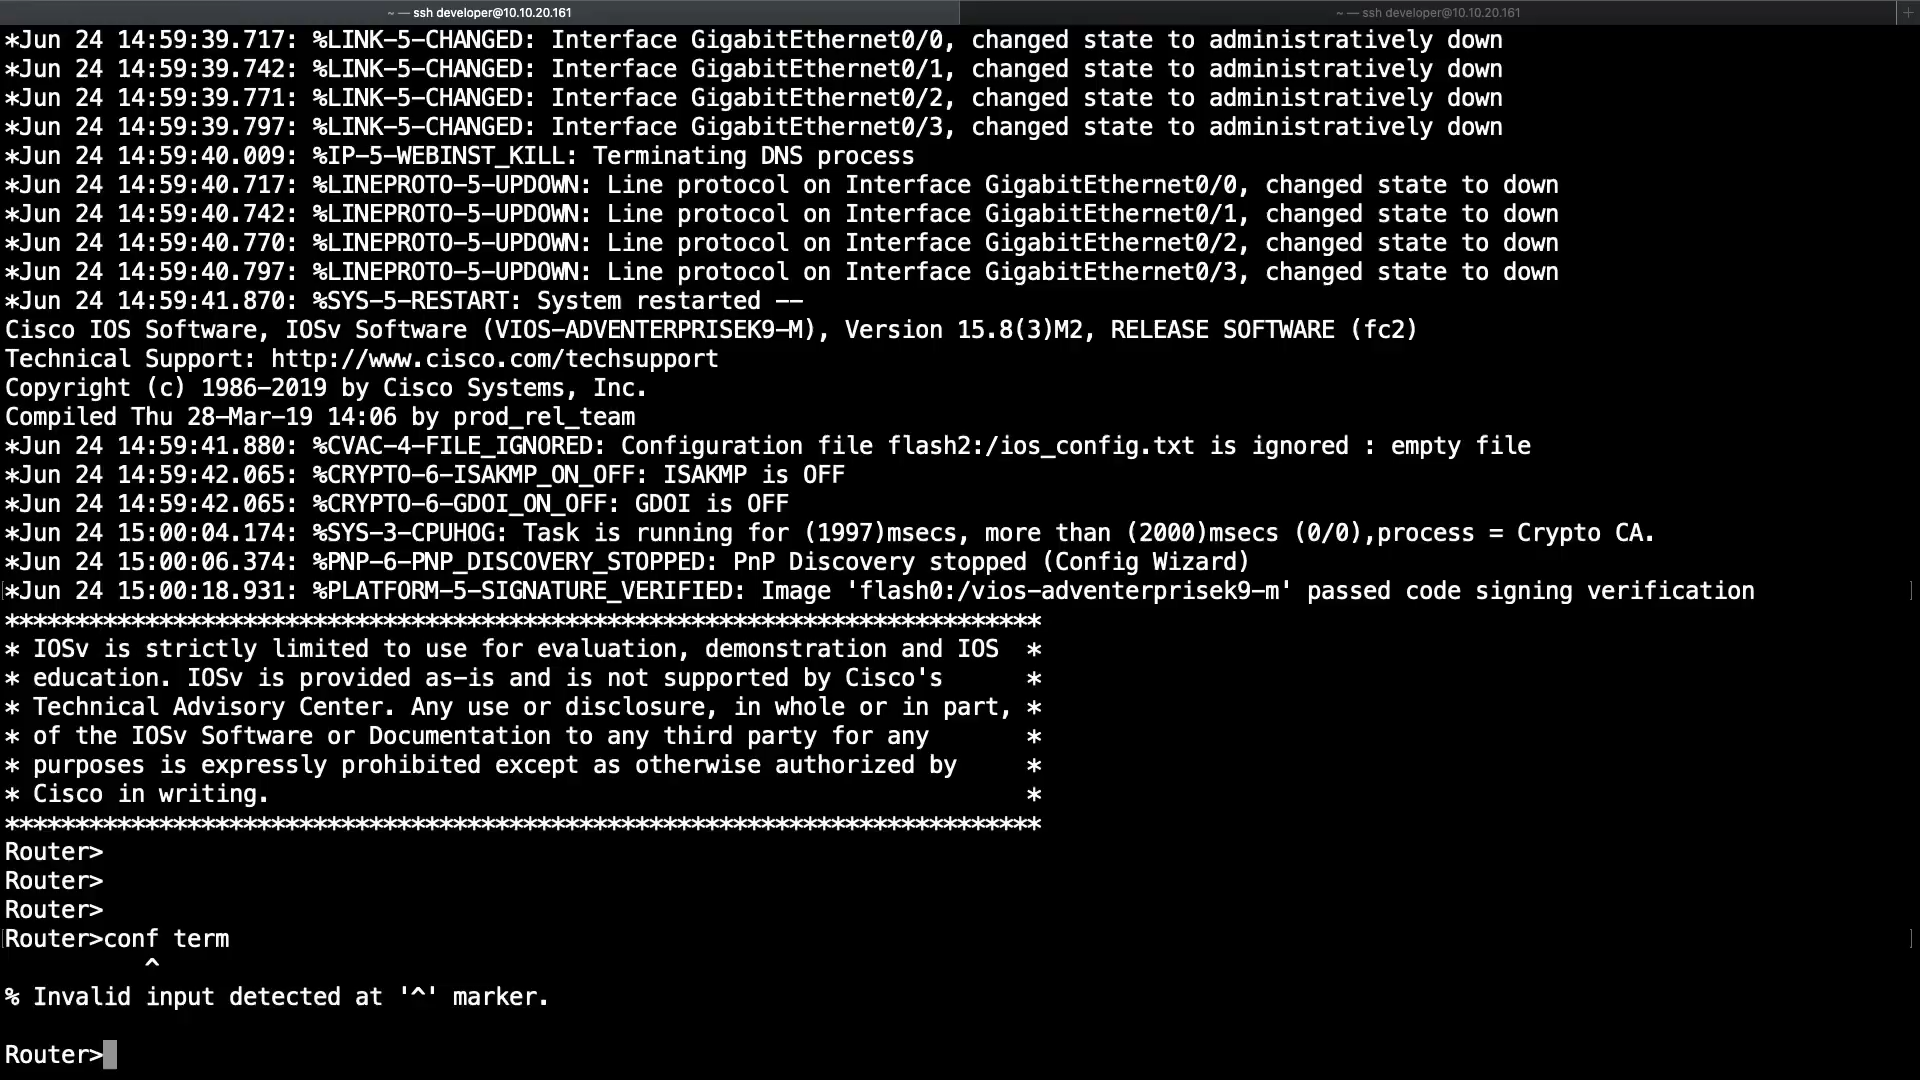 ~ — ssh developer@10.10.20.161
~ — ssh developer@10.10.20.161
+
*Jun 24 14:59:39.717: %LINK-5-CHANGED: Interface GigabitEthernet0/0, changed state to administratively down
*Jun 24 14:59:39.742: %LINK-5-CHANGED: Interface GigabitEthernet0/1, changed state to administratively down
*Jun 24 14:59:39.771: %LINK-5-CHANGED: Interface GigabitEthernet0/2, changed state to administratively down
*Jun 24 14:59:39.797: %LINK-5-CHANGED: Interface GigabitEthernet0/3, changed state to administratively down
*Jun 24 14:59:40.009: %IP-5-WEBINST_KILL: Terminating DNS process
*Jun 24 14:59:40.717: %LINEPROTO-5-UPDOWN: Line protocol on Interface GigabitEthernet0/0, changed state to down
*Jun 24 14:59:40.742: %LINEPROTO-5-UPDOWN: Line protocol on Interface GigabitEthernet0/1, changed state to down
*Jun 24 14:59:40.770: %LINEPROTO-5-UPDOWN: Line protocol on Interface GigabitEthernet0/2, changed state to down
*Jun 24 14:59:40.797: %LINEPROTO-5-UPDOWN: Line protocol on Interface GigabitEthernet0/3, changed state to down
*Jun 24 14:59:41.870: %SYS-5-RESTART: System restarted --
Cisco IOS Software, IOSv Software (VIOS-ADVENTERPRISEK9-M), Version 15.8(3)M2, RELEASE SOFTWARE (fc2)
Technical Support: http://www.cisco.com/techsupport
Copyright (c) 1986-2019 by Cisco Systems, Inc.
Compiled Thu 28-Mar-19 14:06 by prod_rel_team
*Jun 24 14:59:41.880: %CVAC-4-FILE_IGNORED: Configuration file flash2:/ios_config.txt is ignored : empty file
*Jun 24 14:59:42.065: %CRYPTO-6-ISAKMP_ON_OFF: ISAKMP is OFF
*Jun 24 14:59:42.065: %CRYPTO-6-GDOI_ON_OFF: GDOI is OFF
*Jun 24 15:00:04.174: %SYS-3-CPUHOG: Task is running for (1997)msecs, more than (2000)msecs (0/0),process = Crypto CA.
*Jun 24 15:00:06.374: %PNP-6-PNP_DISCOVERY_STOPPED: PnP Discovery stopped (Config Wizard)
*Jun 24 15:00:18.931: %PLATFORM-5-SIGNATURE_VERIFIED: Image 'flash0:/vios-adventerprisek9-m' passed code signing verification
**************************************************************************
* IOSv is strictly limited to use for evaluation, demonstration and IOS  *
* education. IOSv is provided as-is and is not supported by Cisco's      *
* Technical Advisory Center. Any use or disclosure, in whole or in part, *
* of the IOSv Software or Documentation to any third party for any       *
* purposes is expressly prohibited except as otherwise authorized by     *
* Cisco in writing.                                                      *
**************************************************************************
Router>
Router>
Router>
Router>conf term
          ^
% Invalid input detected at '^' marker.
Router>